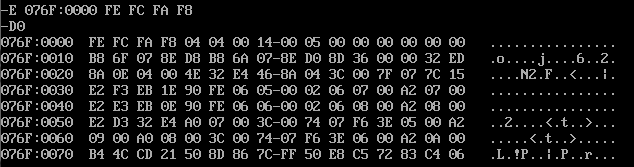 -E 076F:0000 FE FC FA F8
-D0
076F:0000 FE FC FA F8 04 04 00 14-00 05 00 00 00 00 00 00 ................
076F:0010 B8 6F 07 8E D8 B8 6A 07-8E D0 8D 36 00 00 32 ED .o....j....6..2.
076F:0020 8A 0E 04 00 4E 32 E4 46-8A 04 3C 00 7F 07 7C 15 ....N2.F..<...|.
076F:0030 E2 F3 EB 1E 90 FE 06 05-00 02 06 07 00 A2 07 00 ................
076F:0040 E2 E3 EB 0E 90 FE 06 06-00 02 06 08 00 A2 08 00 ................
076F:0050 E2 D3 32 E4 A0 07 00 3C-00 74 07 F6 3E 05 00 A2 ..2....<.t..>...
076F:0060 09 00 A0 08 00 3C 00 74-07 F6 3E 06 00 A2 0A 00 .....<.t..>.....
076F:0070 B4 4C CD 21 50 8D 86 7C-FF 50 E8 C5 72 83 C4 06 .L.!P..|.P..r...